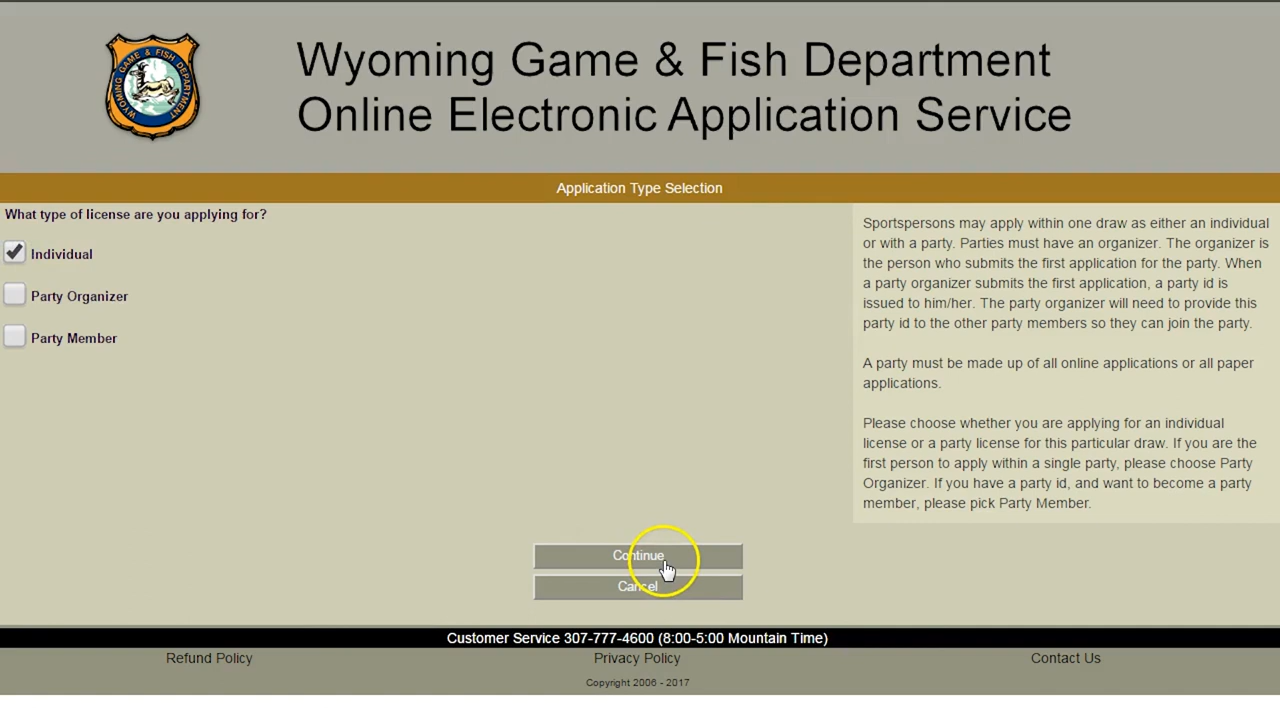 WYOMING GAME & FISH DEPARTMENT
Wyoming Game & Fish Department
Online Electronic Application Service
Application Type Selection
What type of license are you applying for?
Individual
Party Organizer
Party Member
Sportspersons may apply within one draw as either an individual
or with a party. Parties must have an organizer. The organizer is
the person who submits the first application for the party. When
a party organizer submits the first application, a party id is
issued to him/her. The party organizer will need to provide this
party id to the other party members so they can join the party.
A party must be made up of all online applications or all paper
applications.
Please choose whether you are applying for an individual
license or a party license for this particular draw. If you are the
first person to apply within a single party, please choose Party
Organizer. If you have a party id, and want to become a party
member, please pick Party Member.
Continue
Cancel
Customer Service 307-777-4600 (8:00-5:00 Mountain Time)
Refund Policy
Privacy Policy
Contact Us
Copyright 2006 - 2017